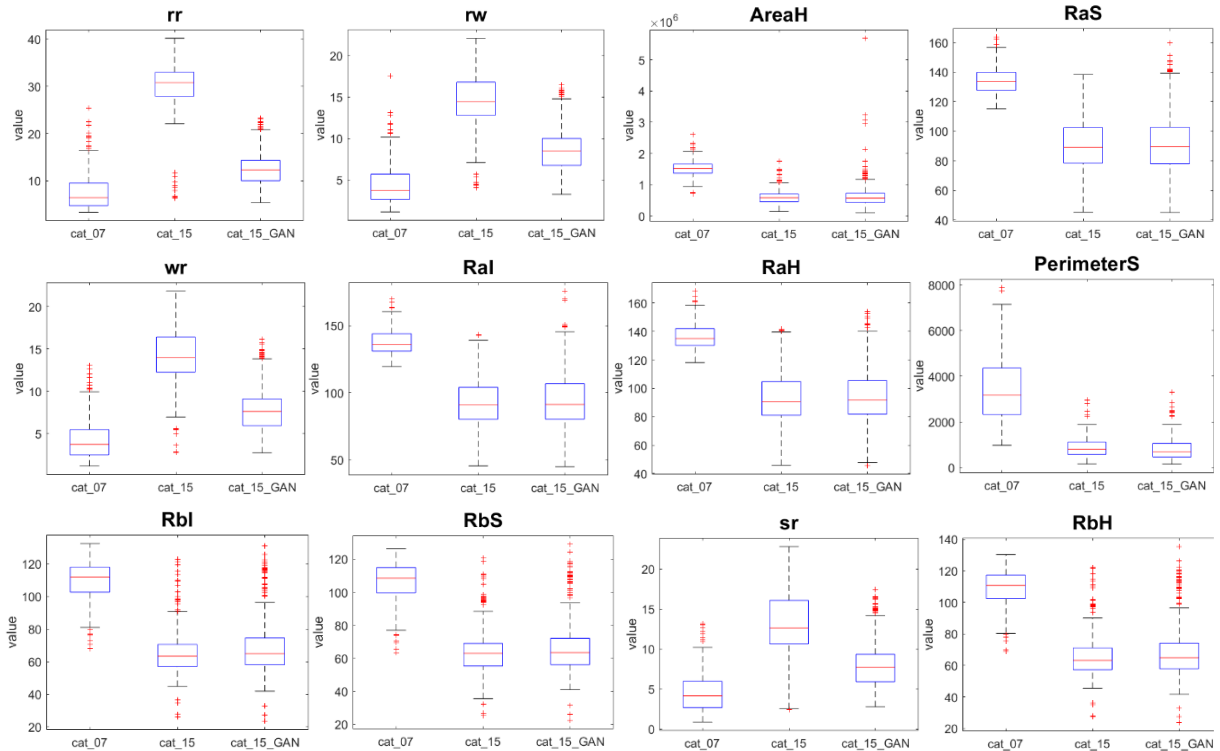 rr rw AreaH RaS
× 10^6
value value value value
40 20 6 160
30 15 5 140
20 10 4 120
10 5 3 100
2 80
1 60
0 40
cat_07 cat_15 cat_15_GAN cat_07 cat_15 cat_15_GAN cat_07 cat_15 cat_15_GAN cat_07 cat_15 cat_15_GAN
wr RaI RaH PerimeterS
value value value value
20 150 160 8000
15 100 140 6000
10 50 120 4000
5 100 2000
80 0
60
40
cat_07 cat_15 cat_15_GAN cat_07 cat_15 cat_15_GAN cat_07 cat_15 cat_15_GAN cat_07 cat_15 cat_15_GAN
RbI RbS sr RbH
value value value value
120 120 20 140
100 100 15 120
80 80 10 100
60 60 5 80
40 40 0 60
20 20 40
20
cat_07 cat_15 cat_15_GAN cat_07 cat_15 cat_15_GAN cat_07 cat_15 cat_15_GAN cat_07 cat_15 cat_15_GAN